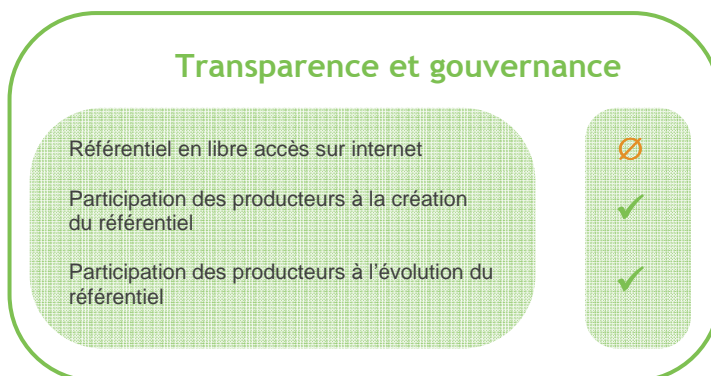 Transparence et gouvernance
Référentiel en libre accès sur internet
∅
Participation des producteurs à la création
du référentiel
✓
Participation des producteurs à l’évolution du
référentiel
✓